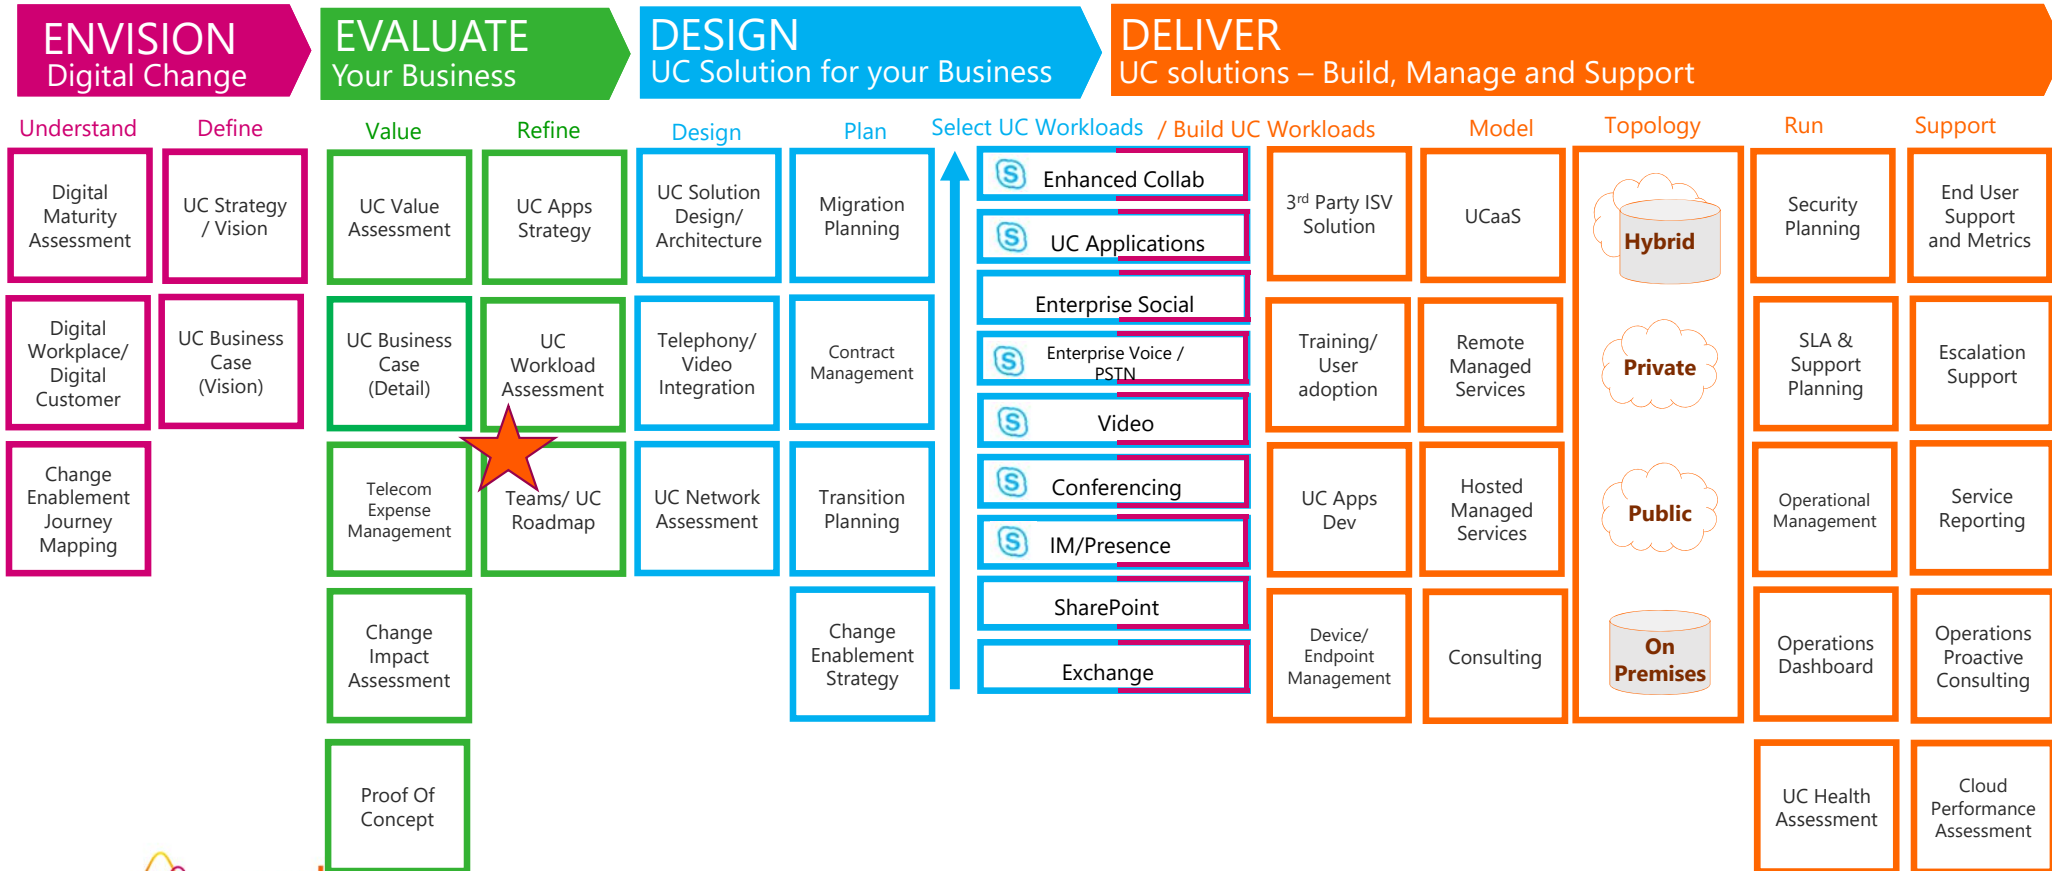 ENVISION
Digital Change
EVALUATE
Your Business
DESIGN
UC Solution for your Business
DELIVER
UC solutions – Build, Manage and Support
Understand
Define
Value
Refine
Design
Plan
Select UC Workloads
/ Build UC Workloads
Model
Topology
Run
Support
Digital
Maturity
Assessment
Digital
Workplace/
Digital
Customer
Change
Enablement
Journey
Mapping
UC Strategy
/ Vision
UC Business
Case
(Vision)
UC Value
Assessment
UC Business
Case
(Detail)
Telecom
Expense
Management
Change
Impact
Assessment
Proof Of
Concept
UC Apps
Strategy
UC
Workload
Assessment
Teams/ UC
Roadmap
UC Solution
Design/
Architecture
Telephony/
Video
Integration
UC Network
Assessment
Migration
Planning
Contract
Management
Transition
Planning
Change
Enablement
Strategy
S Enhanced Collab
S UC Applications
Enterprise Social
S Enterprise Voice /
PSTN
S Video
S Conferencing
S IM/Presence
SharePoint
Exchange
3rd Party ISV
Solution
Training/
User
adoption
UC Apps
Dev
Device/
Endpoint
Management
UCaaS
Remote
Managed
Services
Hosted
Managed
Services
Consulting
Hybrid
Private
Public
On
Premises
Security
Planning
SLA &
Support
Planning
Operational
Management
Operations
Dashboard
UC Health
Assessment
End User
Support
and Metrics
Escalation
Support
Service
Reporting
Operations
Proactive
Consulting
Cloud
Performance
Assessment